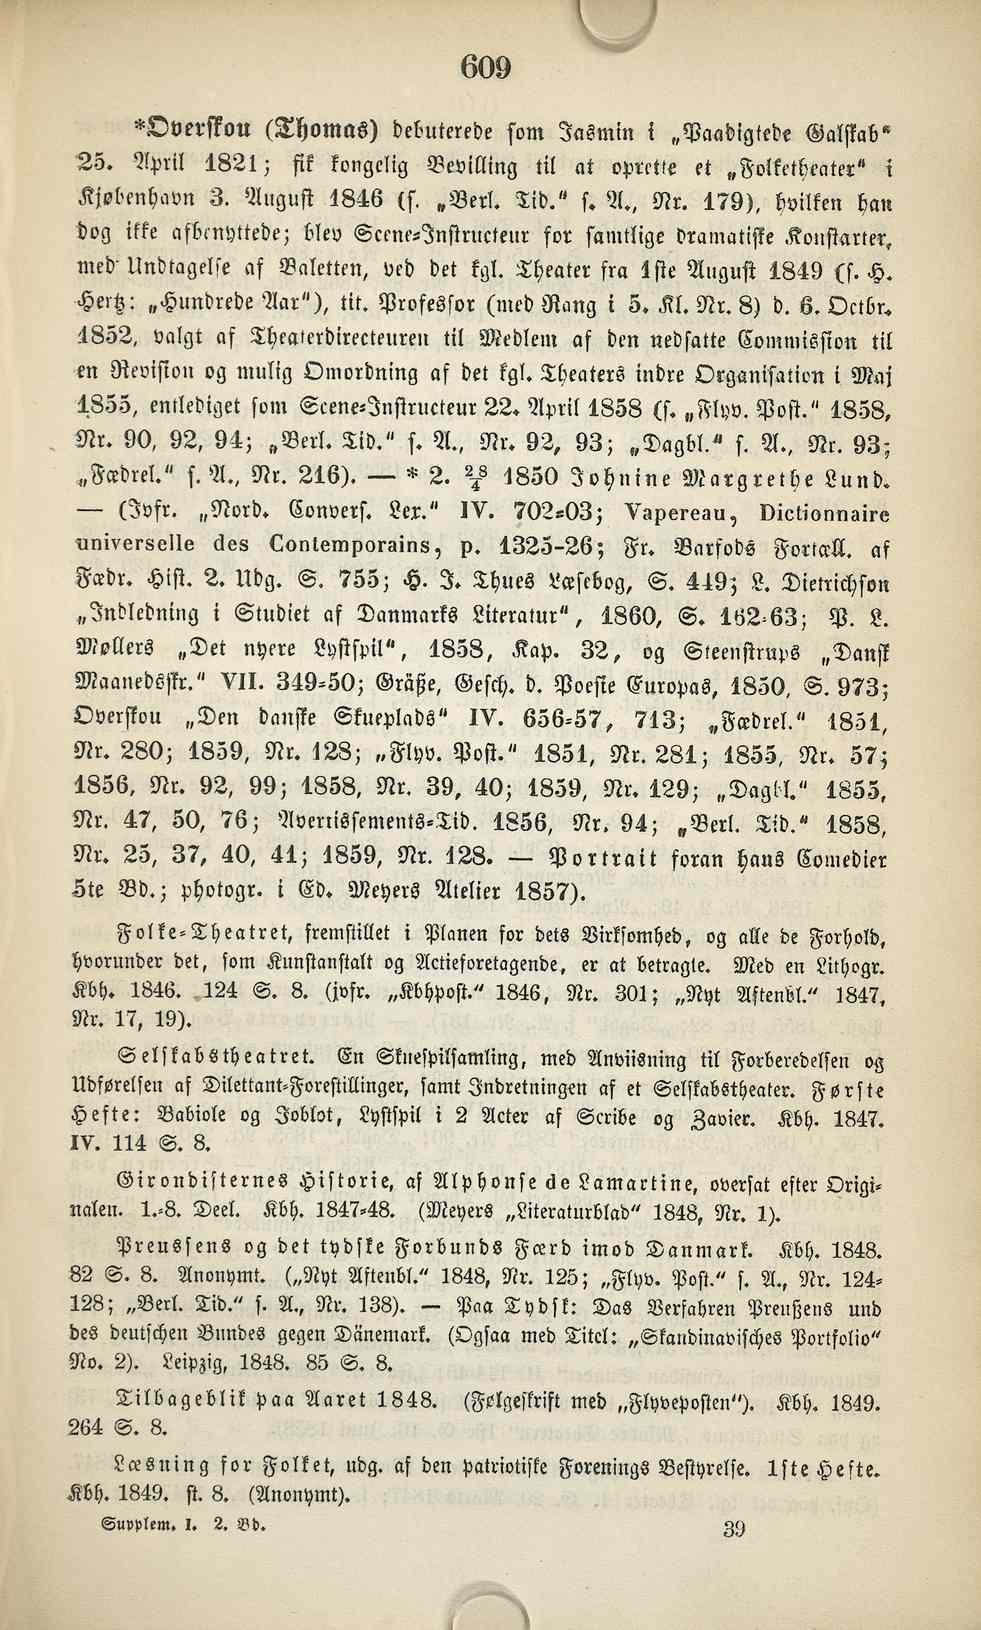 609
*Overskou (Thomas) debuterede som Jasmin i „Paadigtede Galskab“
25. April 1821; fik kongelig Bevilling til at oprette et „Folketheater“ i
Kjøbenhavn 3. August 1846 (s. „Berl. Tid.“ s. A., Nr. 179), hvilken han
dog ikke afbenyttede; blev Scene-Instructeur for samtlige dramatiske Konstarter,
med Undtagelse af Balletten, ved det kgl. Theater fra 1ste August 1849 (s. H.
Hertz: „Hundrede Aar“), tit. Professor (med Rang i 5. Kl. Nr. 8) d. 6. Octbr.
1852, valgt af Theaterdirecteuren til Medlem af den nedsatte Commission til
en Revision og mulig Omordning af det kgl. Theaters indre Organisation i Maj
1855, entlediget som Scene-Instructeur 22. April 1858 (s. „Flyv. Post.“ 1858,
Nr. 90, 92, 94; „Berl. Tid.“ s. A., Nr. 92, 93; „Dagbl.“ s. A., Nr. 93;
„Fædrel.“ s. A., Nr. 216). — * 2. 28/4 1850 Johnine Margrethe Lund.
— (Jvfr. „Nord. Convers. Lex.“ IV. 702-03; Vapereau, Dictionnaire
universelle des Contemporains, p. 1325-26; Fr. Barfods Fortæll. af
Fædr. Hist. 2. Udg. S. 755; H. J. Thues Læsebog, S. 449; L. Dietrichson
„Indledning i Studiet af Danmarks Literatur“, 1860, S. 162-63; P. L.
Møllers „Det nyere Lystspil“, 1858, Kap. 32, og Steenstrups „Dansk
Maanedsskr.“ VII. 349-50; Gräße, Gesch. d. Poesie Europas, 1850, S. 973;
Overskou „Den danske Skueplads“ IV. 656-57, 713; „Fædrel.“ 1851,
Nr. 280; 1859, Nr. 128; „Flyv. Post.“ 1851, Nr. 281; 1855, Nr. 57;
1856, Nr. 92, 99; 1858, Nr. 39, 40; 1859, Nr. 129; „Dagbl.“ 1855,
Nr. 47, 50, 76; Avertissements-Tid. 1856, Nr. 94; „Berl. Tid.“ 1858,
Nr. 25, 37, 40, 41; 1859, Nr. 128. — Portrait foran hans Comedier
5te Bd.; photogr. i Ed. Meyers Atelier 1857).
Folke-Theatret, fremstillet i Planen for dets Virksomhed, og alle de Forhold,
hvorunder det, som Kunstanstalt og Actieforetagende, er at betragte. Med en Lithogr.
Kbh. 1846. 124 S. 8. (jvfr. „Kbhpost.“ 1846, Nr. 301; „Nyt Aftenbl.“ 1847,
Nr. 17, 19).
Selskabstheatret. En Skuespilsamling, med Anviisning til Forberedelsen og
Udførelsen af Dilettant-Forestillinger, samt Indretningen af et Selskabstheater. Første
Hefte: Babiole og Joblot, Lystspil i 2 Acter af Scribe og Zavier. Kbh. 1847.
IV. 114 S. 8.
Girondisternes Historie, af Alphonse de Lamartine, oversat efter Origi-
nalen. 1.-8. Deel. Kbh. 1847-48. (Meyers „Literaturblad“ 1848, Nr. 1).
Preussens og det tydske Forbunds Færd imod Danmark. Kbh. 1848.
82 S. 8. Anonymt. („Nyt Aftenbl.“ 1848, Nr. 125; „Flyv. Post.“ s. A., Nr. 124-
128; „Berl. Tid.“ s. A., Nr. 138). — Paa Tydsk: Das Verfahren Preußens und
des deutschen Bundes gegen Dänemark. (Ogsaa med Titel: „Skandinavisches Portfolio“
No. 2). Leipzig, 1848. 85 S. 8.
Tilbageblik paa Aaret 1848. (Følgeskrift med „Flyveposten“). Kbh. 1849.
264 S. 8.
Læsning for Folket, udg. af den patriotiske Forenings Bestyrelse. 1ste Hefte.
Kbh. 1849. st. 8. (Anonymt).
Supplem. I. 2. Bd.
39